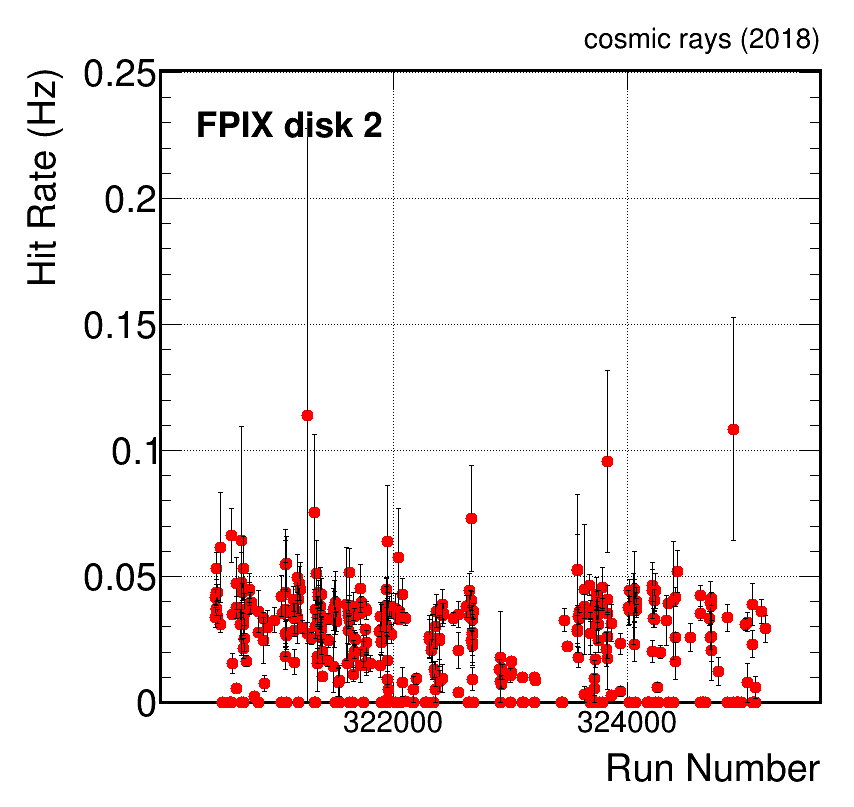 cosmic rays (2018)
0.25
Hit Rate (Hz)
FPIX disk 2
0.2
0.15
0.1
0.05
0
322000
324000
Run Number